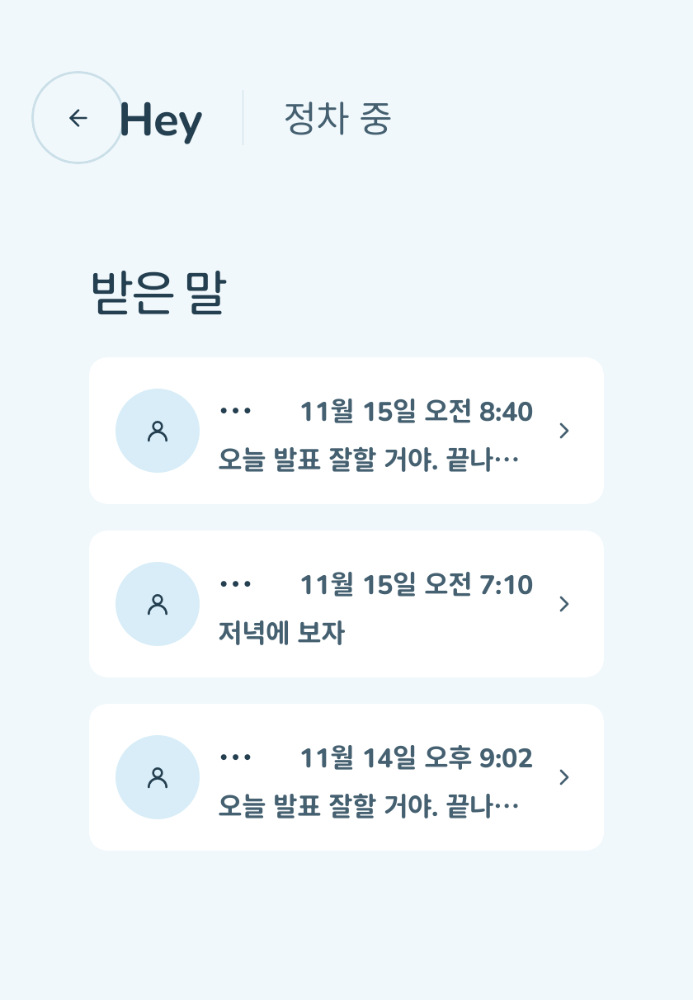 Hey 정차 중
받은 말
··· 11월 15일 오전 8:40
오늘 발표 잘할 거야. 끝나···
··· 11월 15일 오전 7:10
저녁에 보자
··· 11월 14일 오후 9:02
오늘 발표 잘할 거야. 끝나···